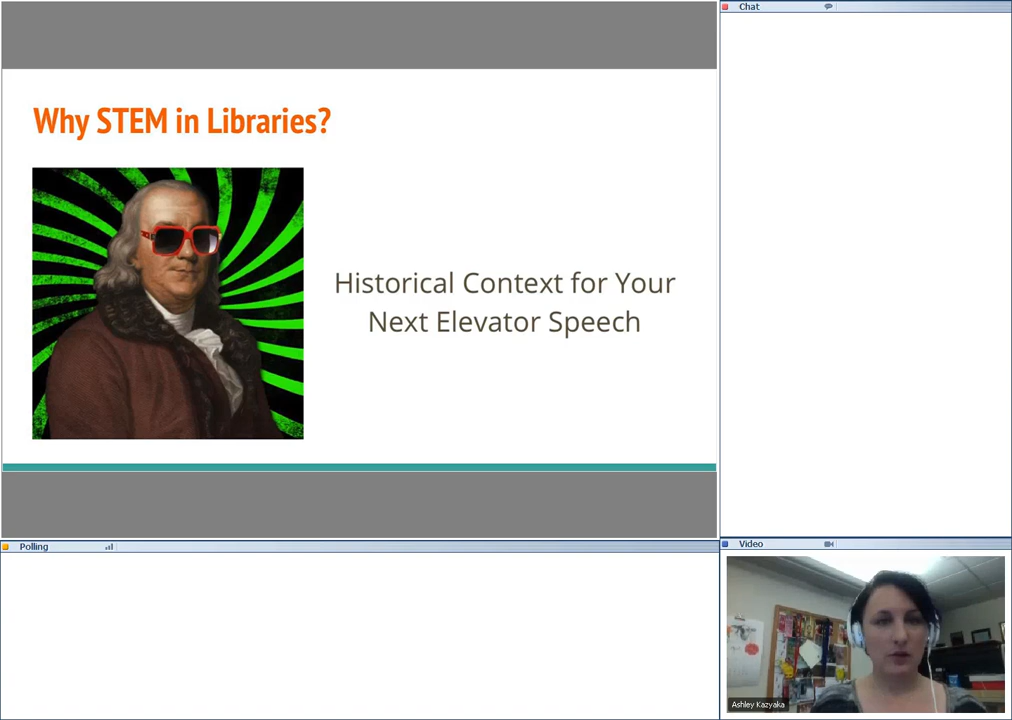 Why STEM in Libraries?
Historical Context for Your
Next Elevator Speech
Chat
Polling
Video
Ashley Kazyaka